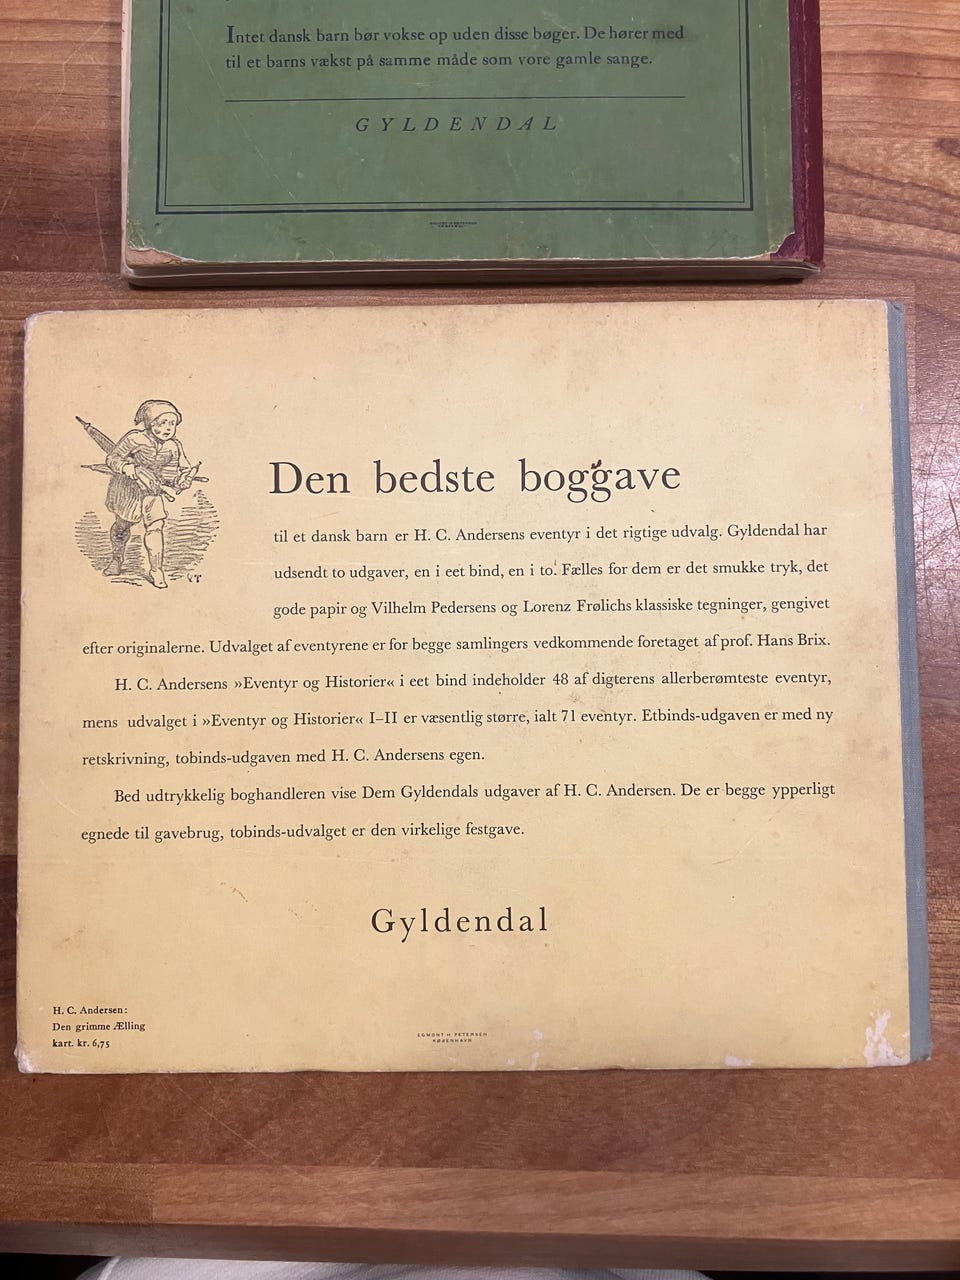 Intet dansk barn bør vokse op uden disse bøger. De hører med
til et barns vækst på samme måde som vore gamle sange.
GYLDENDAL
Den bedste boggave
til et dansk barn er H. C. Andersens eventyr i det rigtige udvalg. Gyldendal har
udsendt to udgaver, en i eet bind, en i to. Fælles for dem er det smukke tryk, det
gode papir og Vilhelm Pedersens og Lorenz Frølichs klassiske tegninger, gengivet
efter originalerne. Udvalget af eventyrene er for begge samlingers vedkommende foretaget af prof. Hans Brix.
H. C. Andersens »Eventyr og Historier« i eet bind indeholder 48 af digterens allerberømteste eventyr,
mens udvalget i »Eventyr og Historier« I–II er væsentlig større, ialt 71 eventyr. Etbinds-udgaven er med ny
retskrivning, tobinds-udgaven med H. C. Andersens egen.
Bed udtrykkelig boghandleren vise Dem Gyldendals udgaver af H. C. Andersen. De er begge ypperligt
egnede til gavebrug, tobinds-udvalget er den virkelige festgave.
Gyldendal
H. C. Andersen:
Den grimme Ælling
kart. kr. 6,75
EGMONT H. PETERSEN
KØBENHAVN